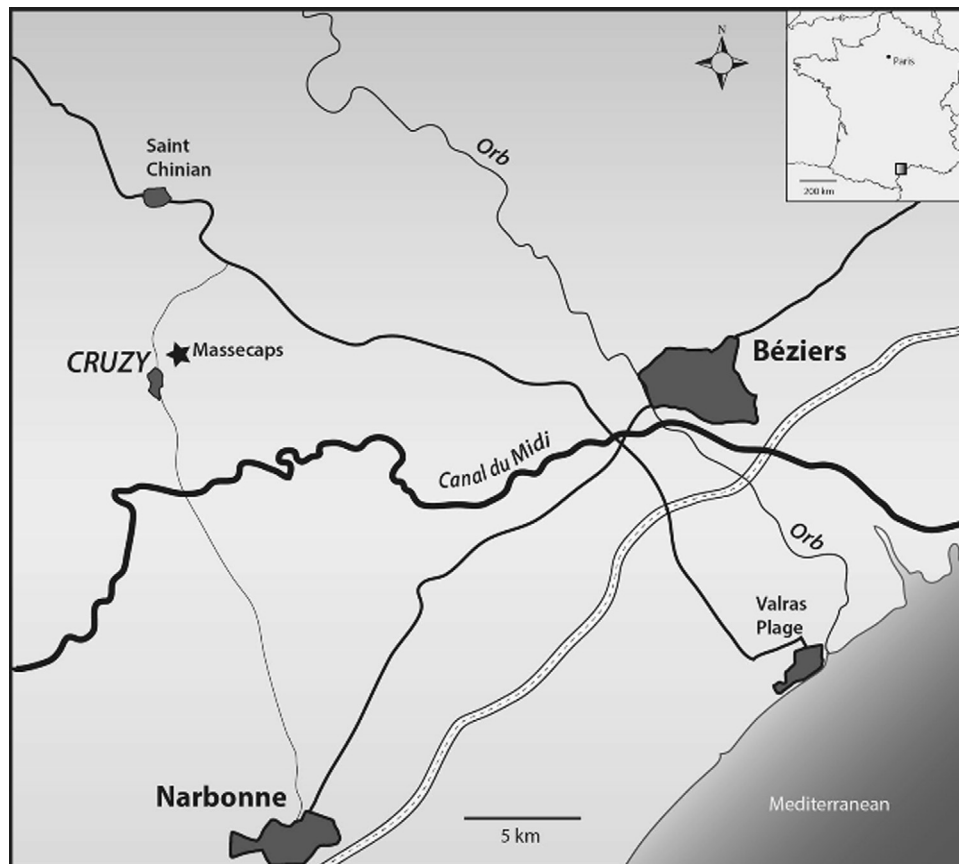 N
Paris
200 km
Orb
Saint
Chinian
CRUZY
Massecaps
Béziers
Canal du Midi
Orb
Valras
Plage
Narbonne
5 km
Mediterranean